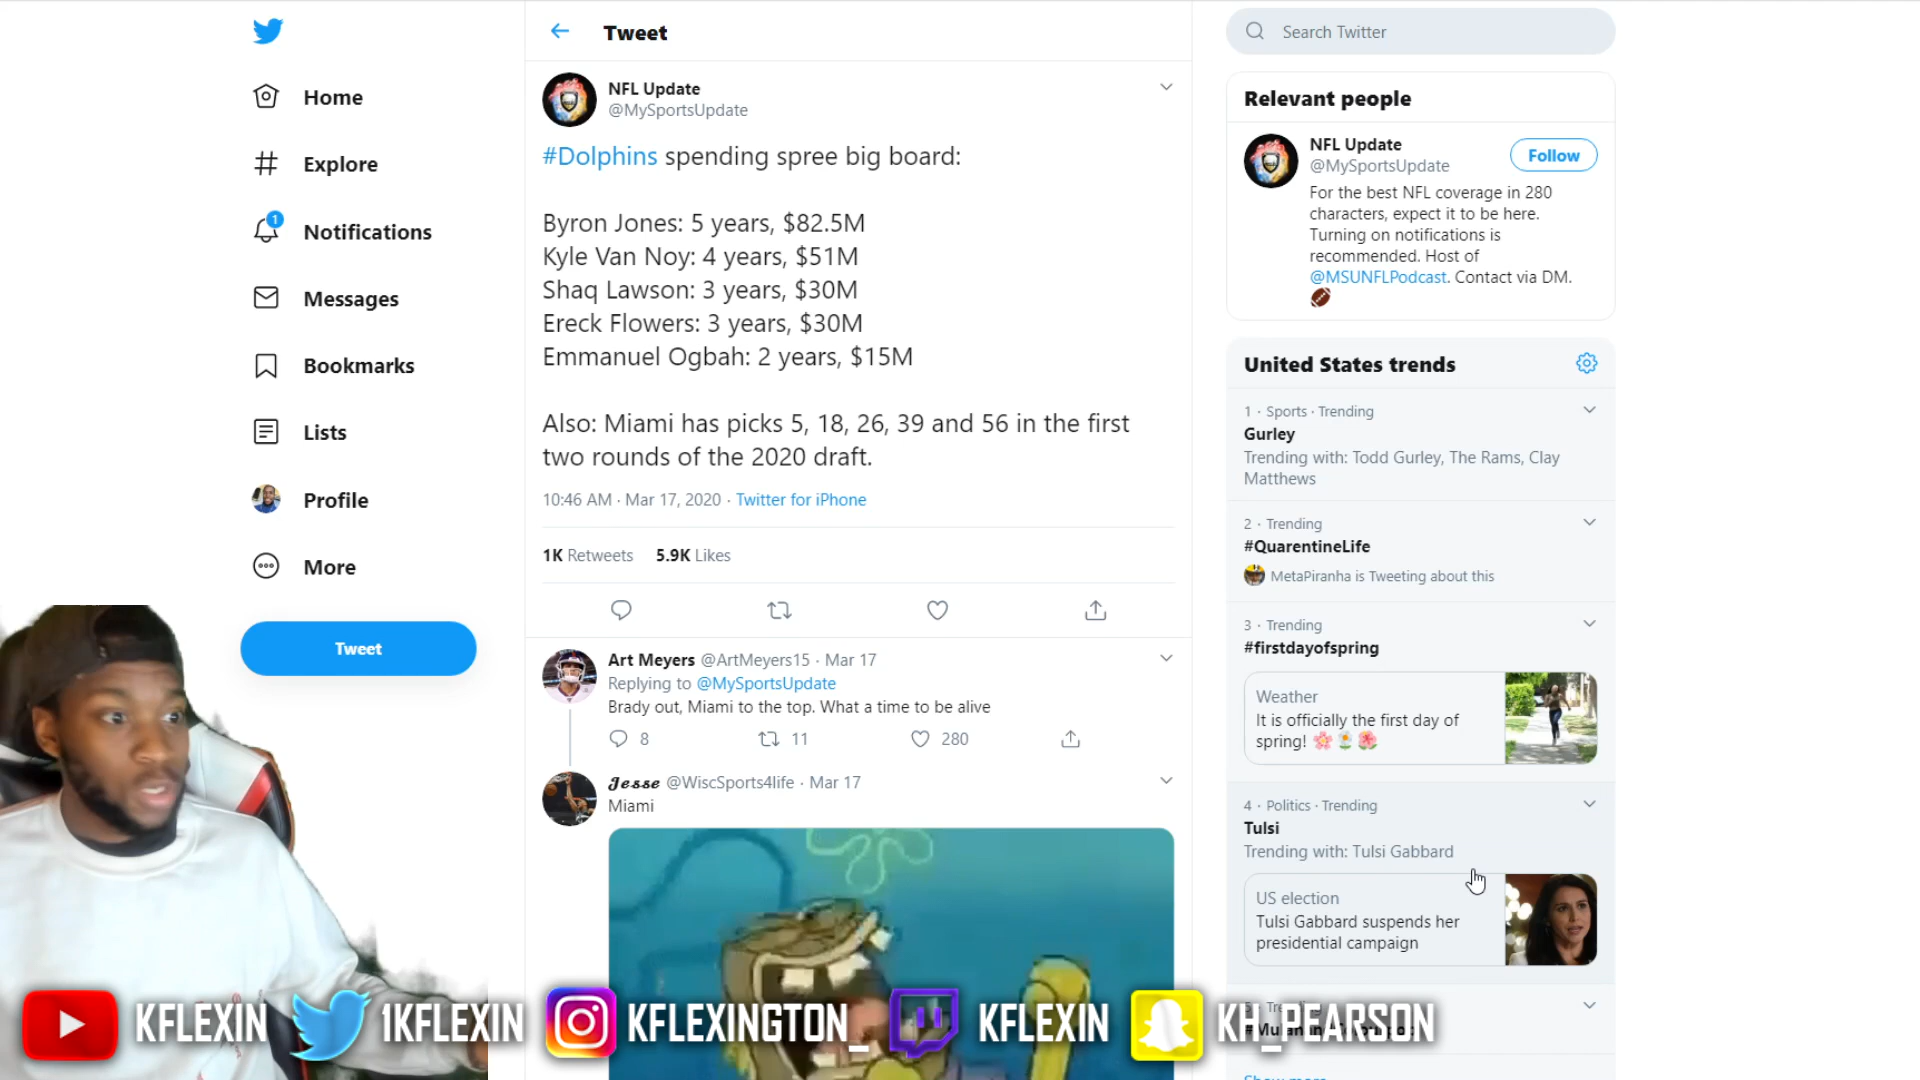 Home
Explore
1
Notifications
Messages
Bookmarks
Lists
Profile
More
Tweet
Tweet
NFL Update
@MySportsUpdate
#Dolphins spending spree big board:
Byron Jones: 5 years, $82.5M
Kyle Van Noy: 4 years, $51M
Shaq Lawson: 3 years, $30M
Ereck Flowers: 3 years, $30M
Emmanuel Ogbah: 2 years, $15M
Also: Miami has picks 5, 18, 26, 39 and 56 in the first
two rounds of the 2020 draft.
10:46 AM · Mar 17, 2020 · Twitter for iPhone
1K Retweets 5.9K Likes
Art Meyers @ArtMeyers15 · Mar 17
Replying to @MySportsUpdate
Brady out, Miami to the top. What a time to be alive
8 11 280
Jesse @WiscSports4life · Mar 17
Miami
Search Twitter
Relevant people
NFL Update
@MySportsUpdate
Follow
For the best NFL coverage in 280
characters, expect it to be here.
Turning on notifications is
recommended. Host of
@MSUNFLPodcast. Contact via DM.
United States trends
1 · Sports · Trending
Gurley
Trending with: Todd Gurley, The Rams, Clay
Matthews
2 · Trending
#QuarentineLife
MetaPiranha is Tweeting about this
3 · Trending
#firstdayofspring
Weather
It is officially the first day of
spring!
4 · Politics · Trending
Tulsi
Trending with: Tulsi Gabbard
US election
Tulsi Gabbard suspends her
presidential campaign
KFLEXIN 1KFLEXIN KFLEXINGTON_ KFLEXIN KH_PEARSON